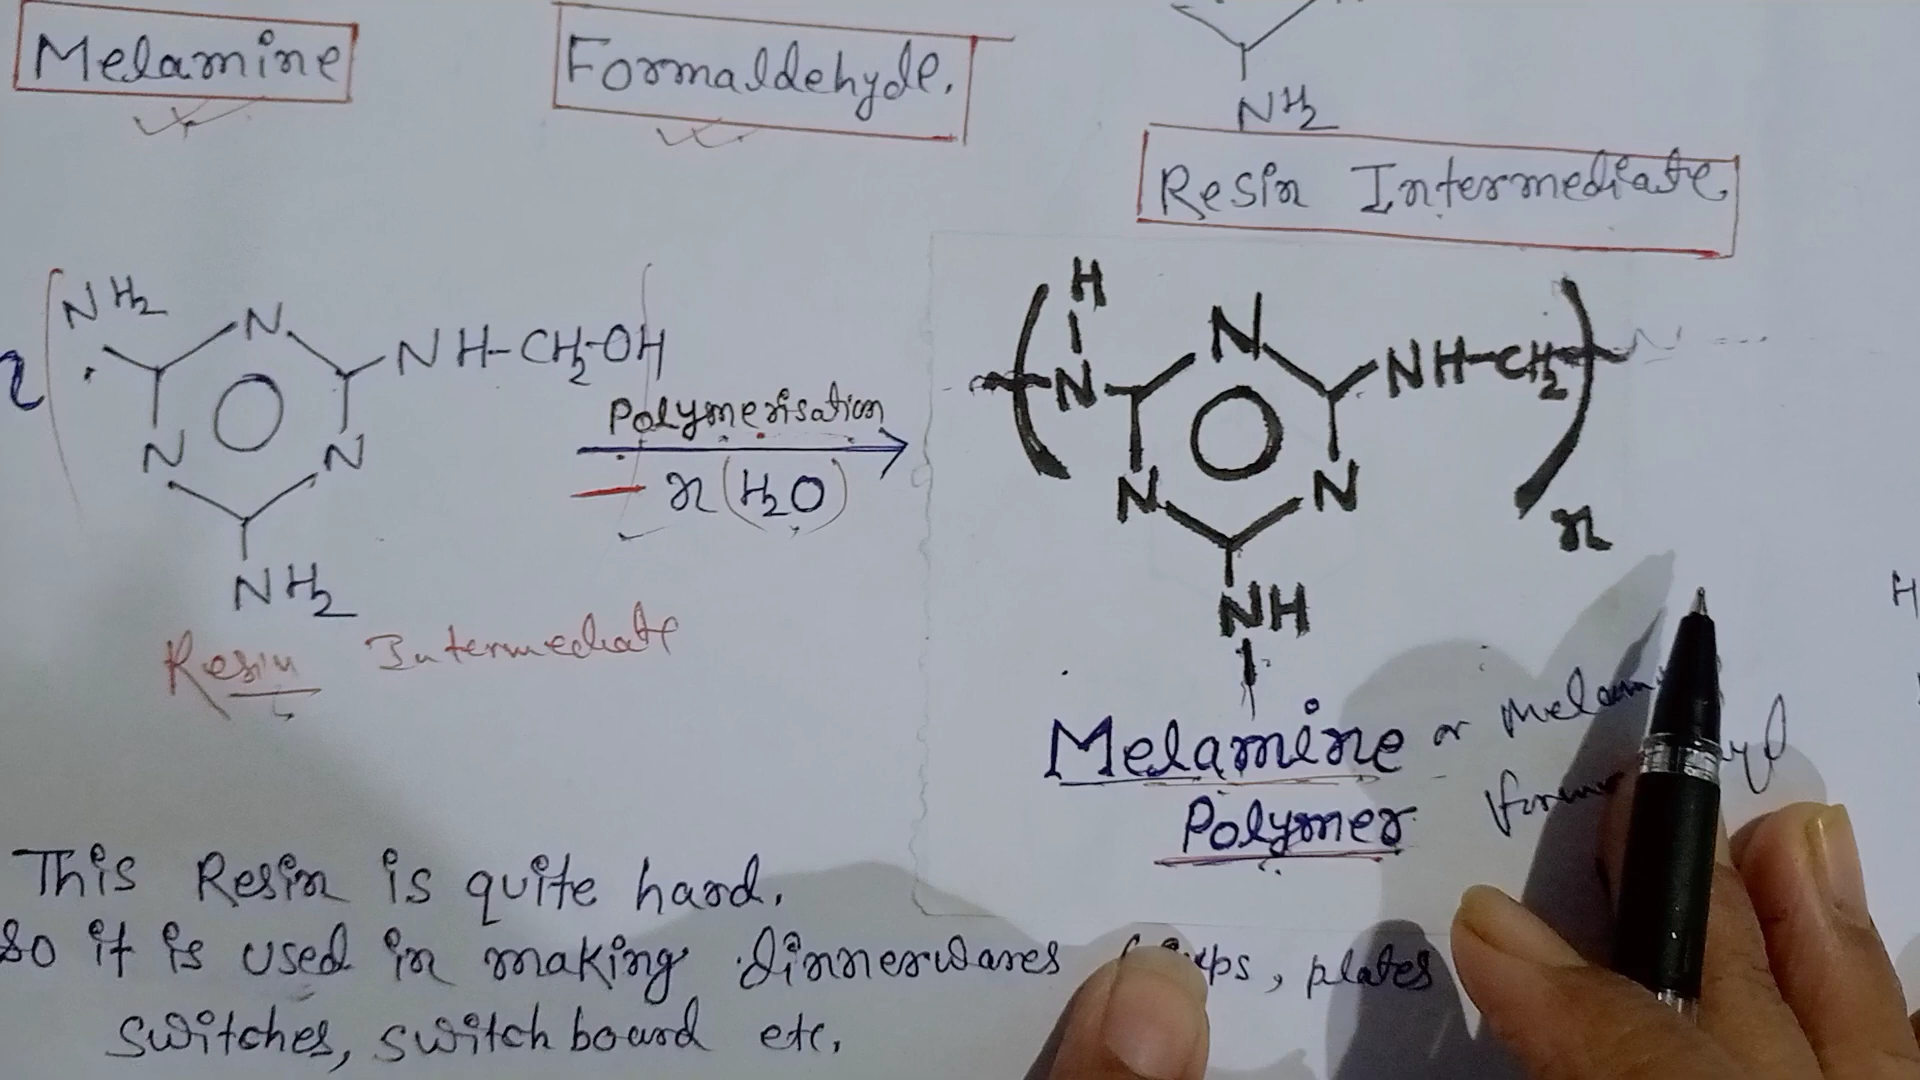 Melamine
Formaldehyde.
NH2
Resin Intermediate.
NH2
N
NH-CH2-OH
N
N
NH2
Resin Intermediate
Polymerisation
- n(H2O)
H
N
N
NH-CH2
N
N
N
n
NH
Melamine or
Polymer
This Resin is quite hard.
So it is used in making dinnerwares plates
switches, switch board etc,